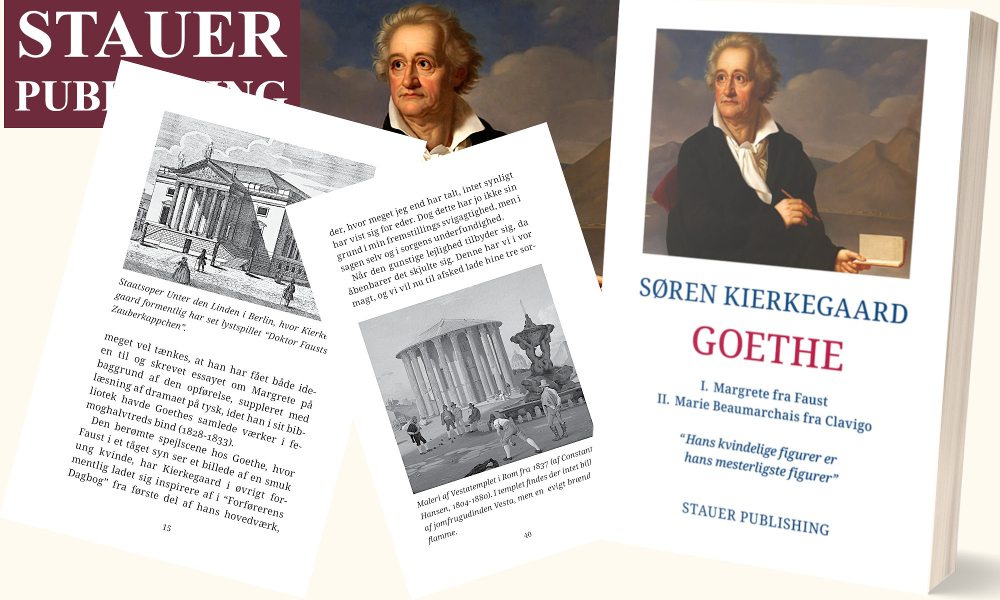 STAUER
der, hvor meget jeg end har talt, intet synligt
har vist sig for eder. Dog dette har jo ikke sin
grund i min fremstillings svigagtighed, men i
sagen selv og i sorgens underfundighed.
Når den gunstige lejlighed tilbyder sig, da
åbenbarer det skjulte sig. Denne har vi i vor
magt, og vi vil nu til afsked lade hine tre sor-
Maleri af Vestatemplet i Rom fra 1837 (af Constant
Hansen, 1804-1880). I templet findes der intet bill
af jomfrugudinden Vesta, men en evigt brænd
flamme.
40
Staatsoper Unter den Linden i Berlin, hvor Kierke
gaard formentlig har set lystspillet “Doktor Fausts
Zauberkappchen”.
meget vel tænkes, at han har fået både ide-
en til og skrevet essayet om Margrete på
baggrund af den opførelse, suppleret med
læsning af dramaet på tysk, idet han i sit bib-
liotek havde Goethes samlede værker i fe-
moghalvtreds bind (1828-1833).
Den berømte spejlscene hos Goethe, hvor
Faust i et tåget syn ser et billede af en smuk
ung kvinde, har Kierkegaard i øvrigt for-
mentlig ladet sig inspirere af i “Forførerens
Dagbog” fra første del af hans hovedværk,
15
SØREN KIERKEGAARD
GOETHE
I. Margrete fra Faust
II. Marie Beaumarchais fra Clavigo
“Hans kvindelige figurer er
hans mesterligste figurer”
STAUER PUBLISHING